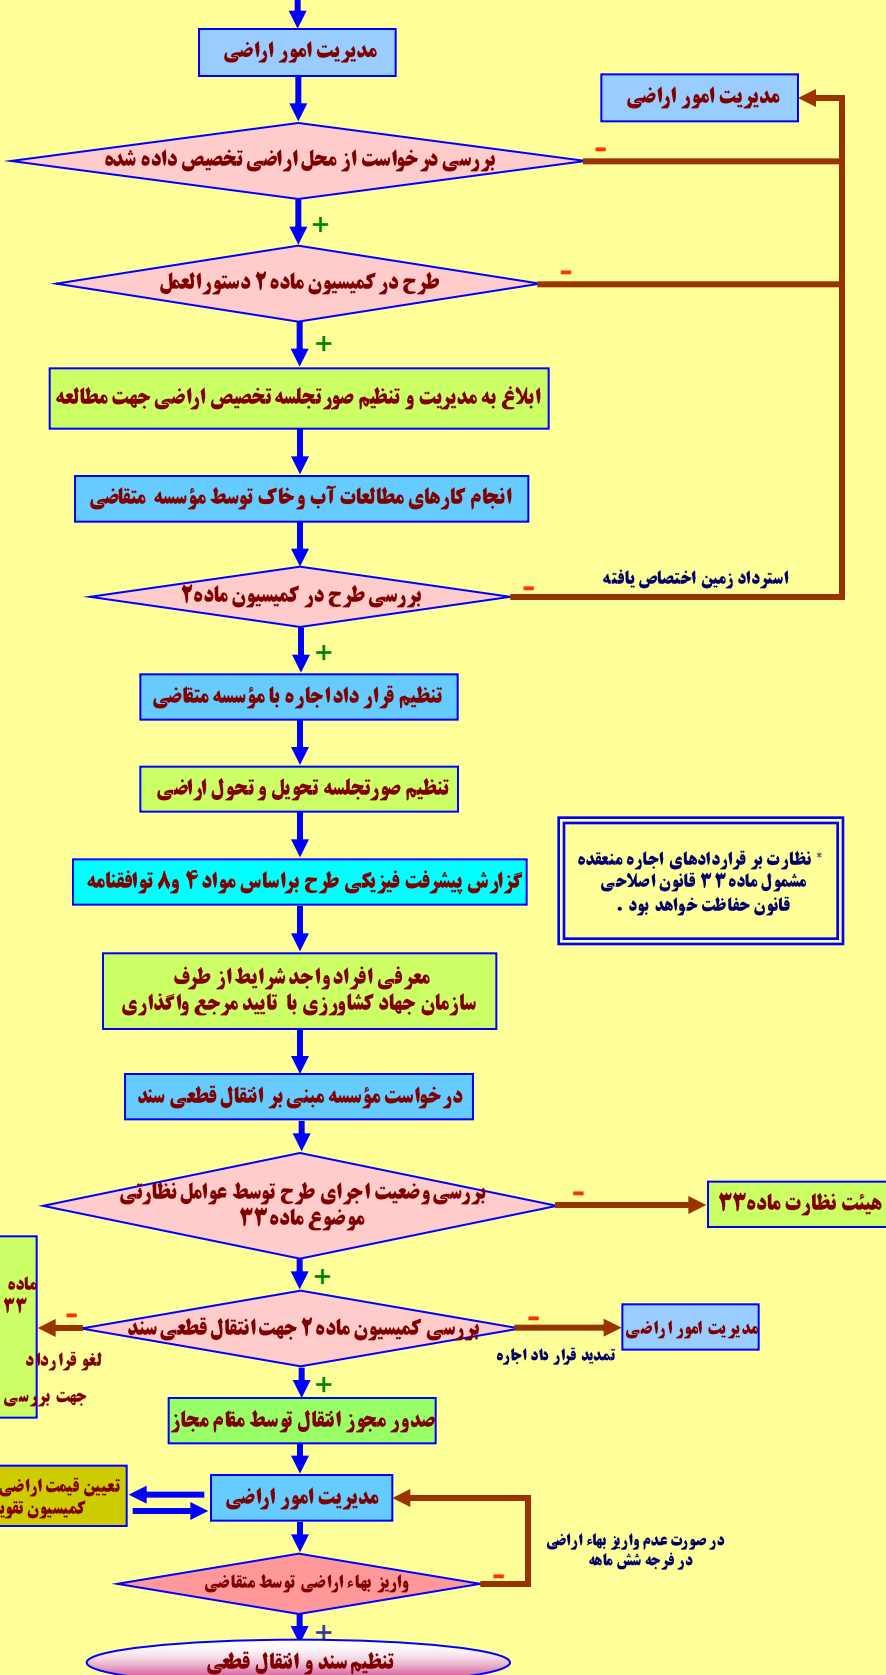 مدیریت امور اراضی
مدیریت امور اراضی
بررسی درخواست از محل اراضی تخصیص داده شده
-
+
طرح در کمیسیون ماده ۲ دستورالعمل
-
+
ابلاغ به مدیریت و تنظیم صورتجلسه تخصیص اراضی جهت مطالعه
انجام کارهای مطالعات آب و خاک توسط مؤسسه متقاضی
بررسی طرح در کمیسیون ماده۲
-
استرداد زمین اختصاص یافته
+
تنظیم قرار داد اجاره با مؤسسه متقاضی
تنظیم صورتجلسه تحویل و تحول اراضی
* نظارت بر قراردادهای اجاره منعقده
مشمول ماده ۳۳ قانون اصلاحی
قانون حفاظت خواهد بود .
گزارش پیشرفت فیزیکی طرح براساس مواد ۴ و۸ توافقنامه
معرفی افراد واجد شرایط از طرف
سازمان جهاد کشاورزی با تایید مرجع واگذاری
درخواست مؤسسه مبنی بر انتقال قطعی سند
بررسی وضعیت اجرای طرح توسط عوامل نظارتی
موضوع ماده ۳۳
-
هیئت نظارت ماده۳۳
+
بررسی کمیسیون ماده ۲ جهت انتقال قطعی سند
-
مدیریت امور اراضی
تمدید قرار داد اجاره
-
ماده
۳۳
لغو قرارداد
جهت بررسی
+
صدور مجوز انتقال توسط مقام مجاز
مدیریت امور اراضی
تعیین قیمت اراضی
کمیسیون
در صورت عدم واریز بهاء اراضی
در فرجه شش ماهه
واریز بهاء اراضی توسط متقاضی
-
+
تنظیم سند و انتقال قطعی